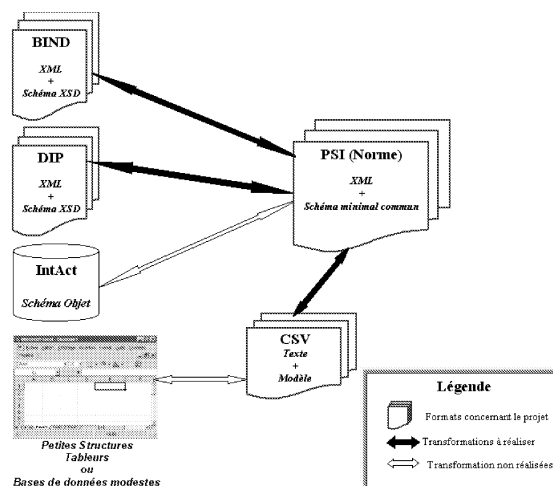 BIND
XML
+
Schéma XSD
DIP
XML
+
Schéma XSD
IntAct
Schéma Objet
PSI (Norme)
XML
+
Schéma minimal commun
CSV
Texte
+
Modèle
Petites Structures
Tableurs
ou
Bases de données modestes
Légende
Formats concernant le projet
Transformations à réaliser
Transformation non réalisées